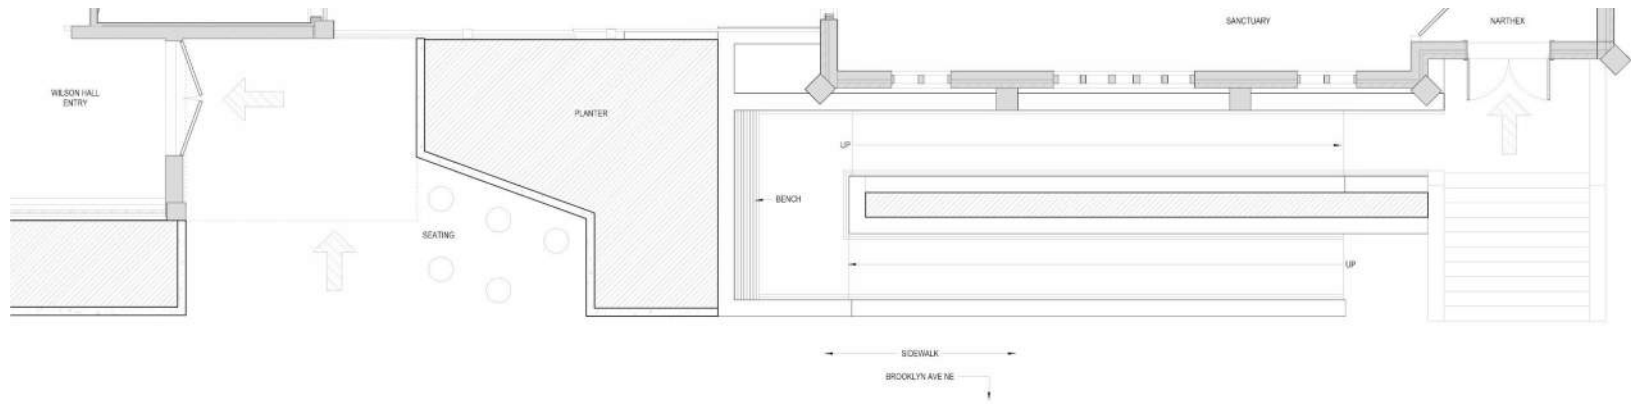 SANCTUARY
NARTHEX
WILSON HALL
ENTRY
PLANTER
UP
BENCH
SEATING
UP
SIDEWALK
BROOKLYN AVE NE